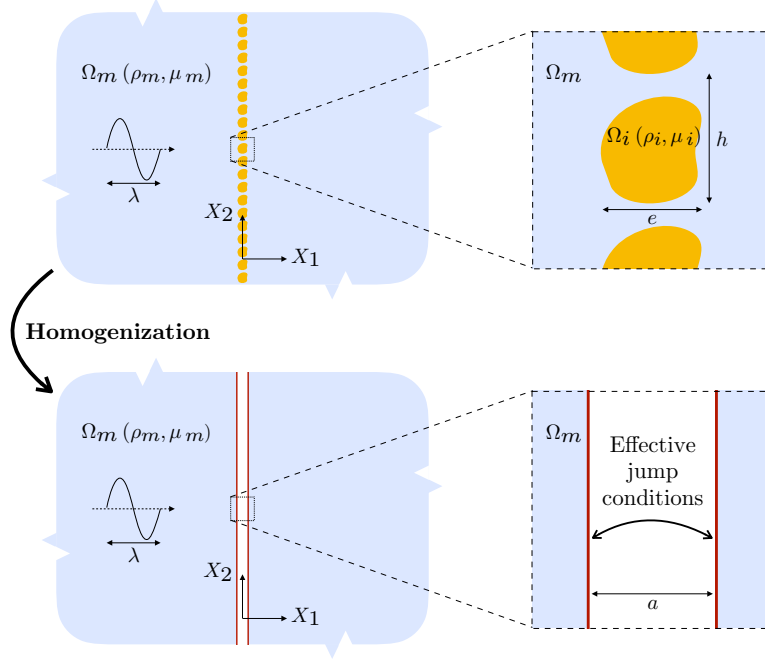 Ωm (ρm, μm)
λ
X2
X1
Ωm
Ωi (ρi, μi)
h
e
Homogenization
Ωm (ρm, μm)
λ
X2
X1
Ωm
Effective
jump
conditions
a